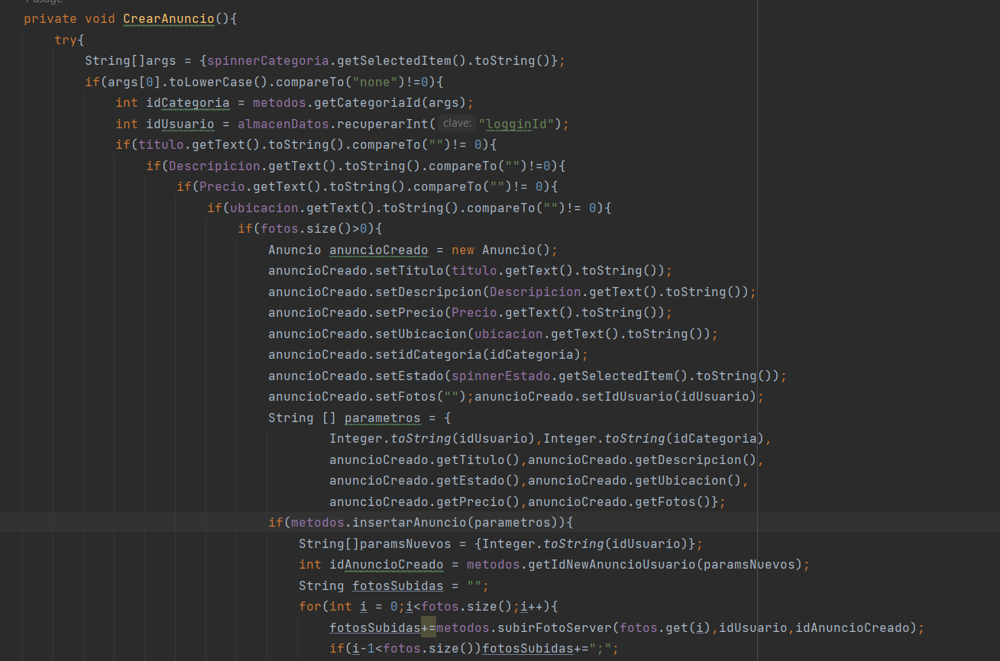 usage
private void CrearAnuncio(){
try{
String[]args = {spinnerCategoria.getSelectedItem().toString()};
if(args[0].toLowerCase().compareTo("none")!=0){
int idCategoria = metodos.getCategoriaId(args);
int idUsuario = almacenDatos.recuperarInt( clave: "logginId");
if(titulo.getText().toString().compareTo("")!= 0){
if(Descripicion.getText().toString().compareTo("")!=0){
if(Precio.getText().toString().compareTo("")!= 0){
if(ubicacion.getText().toString().compareTo("")!= 0){
if(fotos.size()>0){
Anuncio anuncioCreado = new Anuncio();
anuncioCreado.setTitulo(titulo.getText().toString());
anuncioCreado.setDescripcion(Descripicion.getText().toString());
anuncioCreado.setPrecio(Precio.getText().toString());
anuncioCreado.setUbicacion(ubicacion.getText().toString());
anuncioCreado.setidCategoria(idCategoria);
anuncioCreado.setEstado(spinnerEstado.getSelectedItem().toString());
anuncioCreado.setFotos("");anuncioCreado.setIdUsuario(idUsuario);
String [] parametros = {
Integer.toString(idUsuario),Integer.toString(idCategoria),
anuncioCreado.getTitulo(),anuncioCreado.getDescripcion(),
anuncioCreado.getEstado(),anuncioCreado.getUbicacion(),
anuncioCreado.getPrecio(),anuncioCreado.getFotos()};
if(metodos.insertarAnuncio(parametros)){
String[]paramsNuevos = {Integer.toString(idUsuario)};
int idAnuncioCreado = metodos.getIdNewAnuncioUsuario(paramsNuevos);
String fotosSubidas = "";
for(int i = 0;i<fotos.size();i++){
fotosSubidas+=metodos.subirFotoServer(fotos.get(i),idUsuario,idAnuncioCreado);
if(i-1<fotos.size())fotosSubidas+=";";